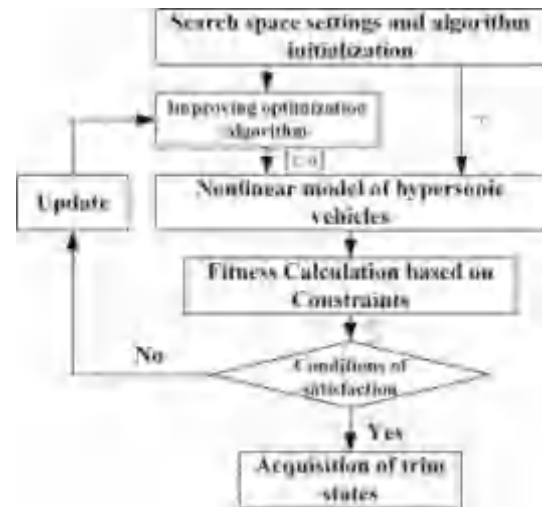 Search space settings and algorithm
initialization
Improving optimization
algorithm
Nonlinear model of hypersonic
vehicles
Update
Fitness Calculation based on
Constraints
No
Conditions of
satisfaction
Yes
Acquisition of trim
states